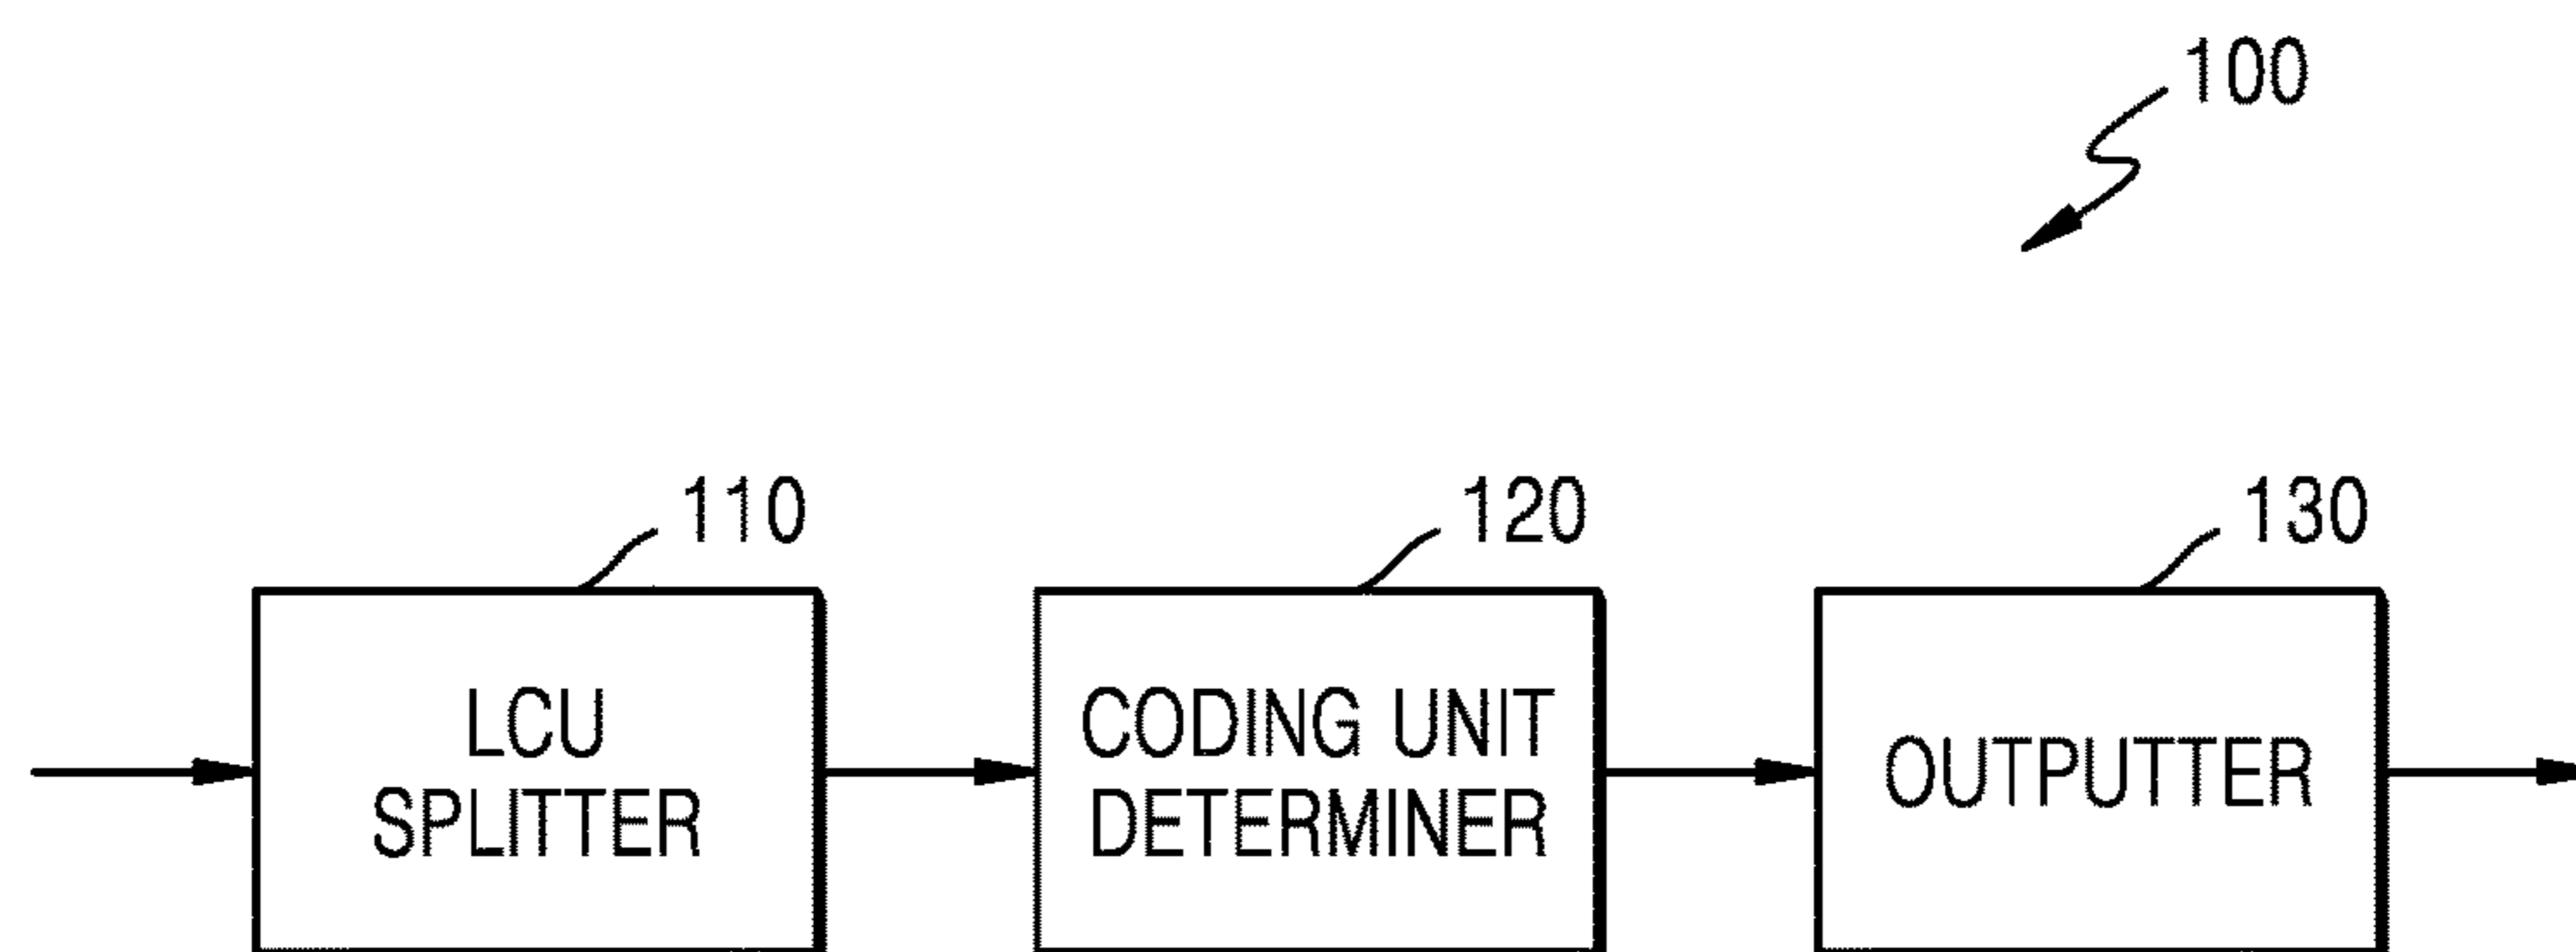 100
110
120
130
LCU
SPLITTER
CODING UNIT
DETERMINER
OUTPUTTER